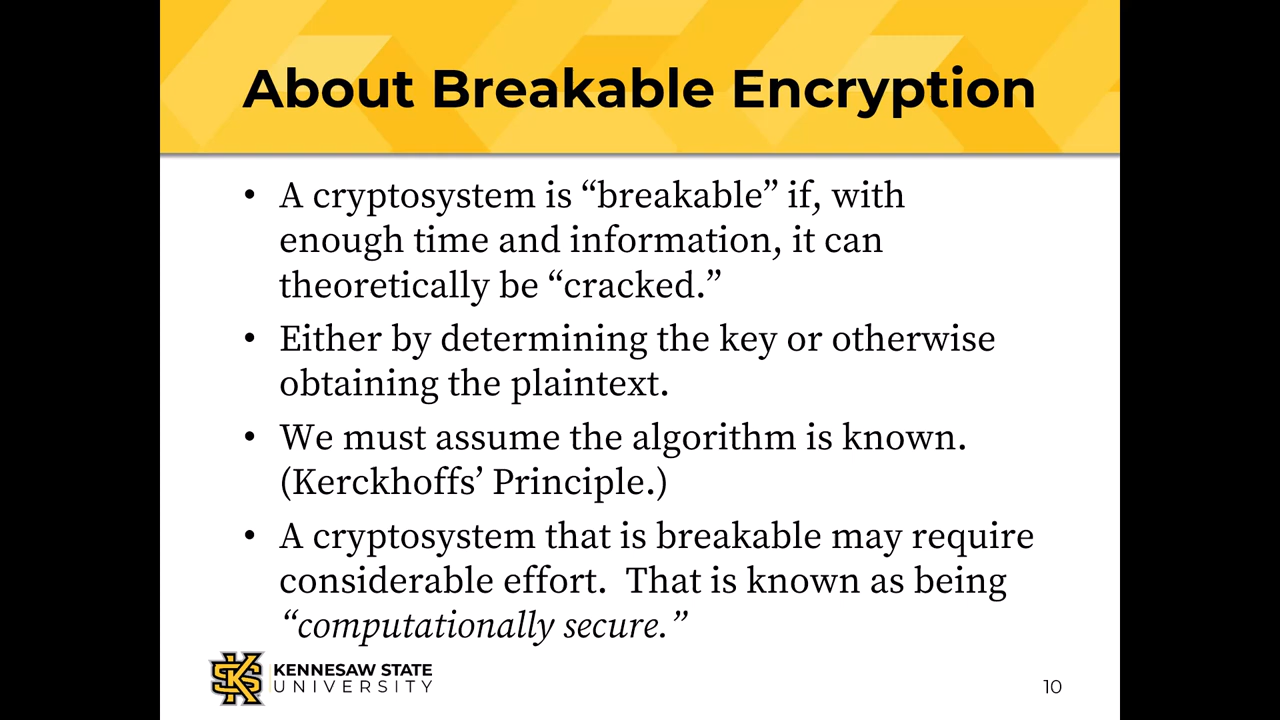 About Breakable Encryption
• A cryptosystem is “breakable” if, with
enough time and information, it can
theoretically be “cracked.”
• Either by determining the key or otherwise
obtaining the plaintext.
• We must assume the algorithm is known.
(Kerckhoffs’ Principle.)
• A cryptosystem that is breakable may require
considerable effort.  That is known as being
“computationally secure.”
KS
KENNESAW STATE
UNIVERSITY
10